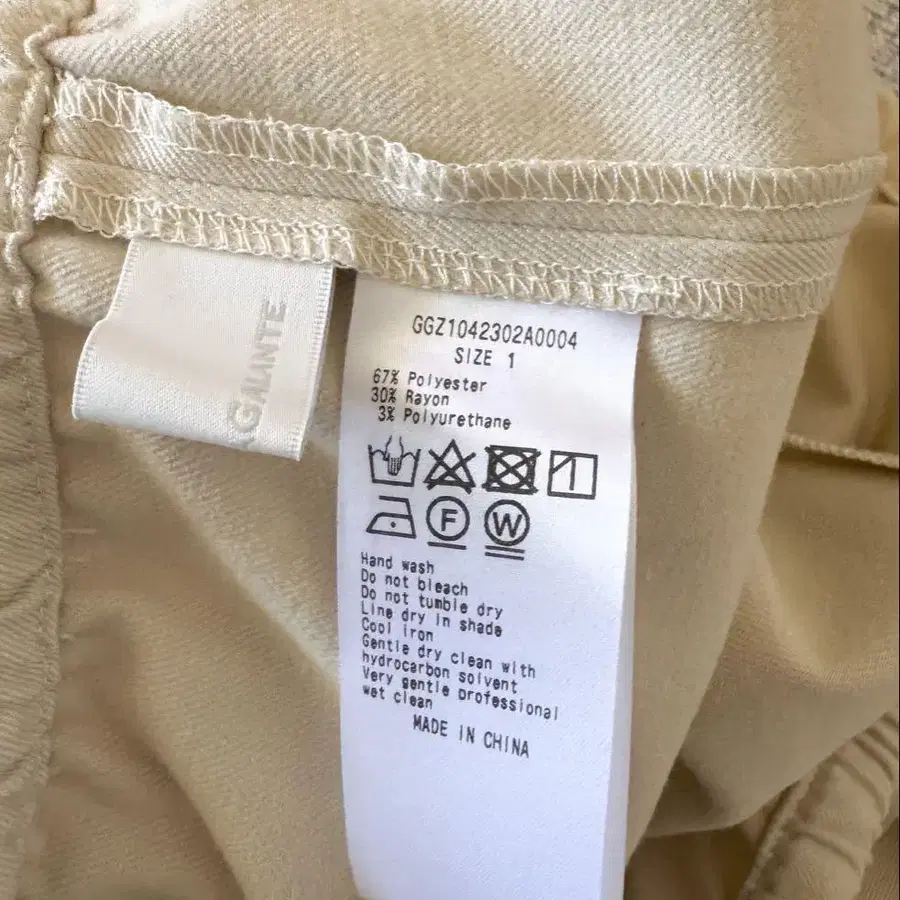 GALANTE
GGZ1042302A0004
SIZE 1
67% Polyester
30% Rayon
3% Polyurethane
F
W
Hand wash
Do not bleach
Do not tumble dry
Line dry in shade
Cool iron
Gentle dry clean with
hydrocarbon solvent
Very gentle professional
wet clean
MADE IN CHINA